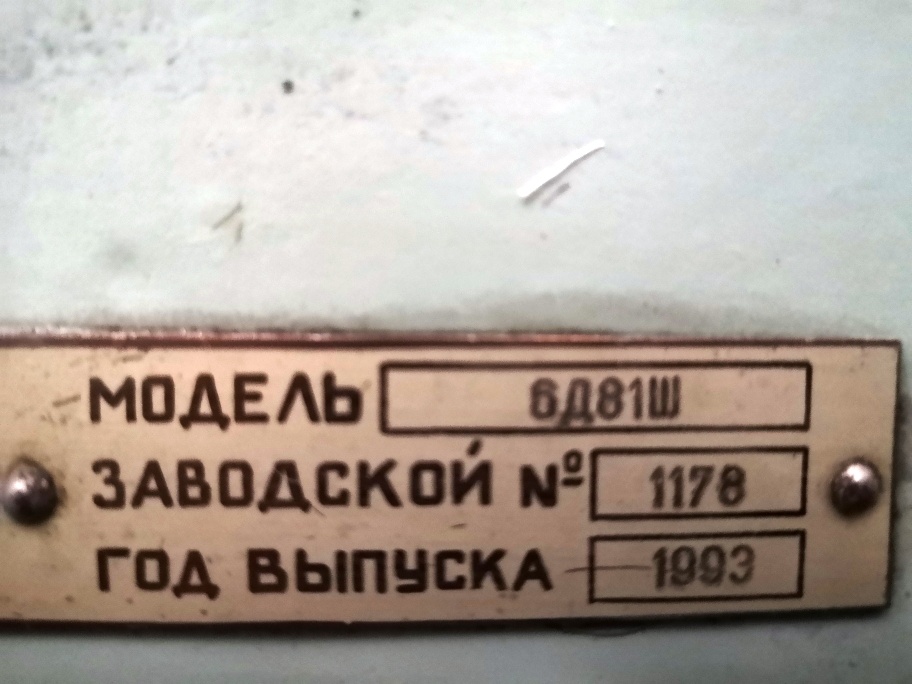 МОДЕЛЬ 6Д81Ш
ЗАВОДСКОЙ № 1178
ГОД ВЫПУСКА 1993